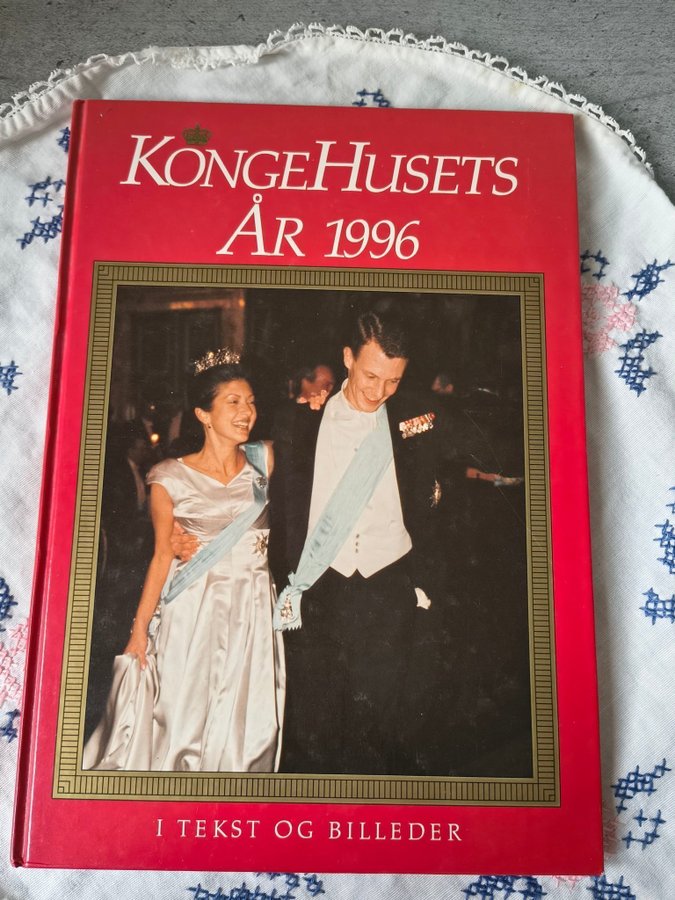 KONGEHUSETS
ÅR 1996
I TEKST OG BILLEDER